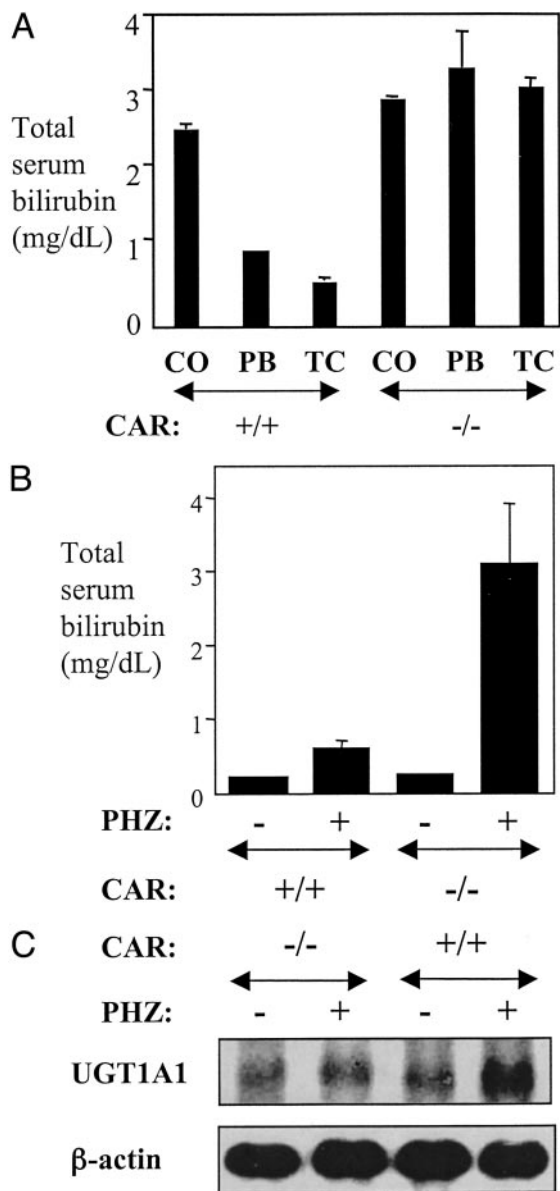 A
4
3
Total
serum
bilirubin
(mg/dL)
2
1
0
CO PB TC CO PB TC
CAR: +/+ -/-
B
4
Total
serum
bilirubin
(mg/dL)
3
2
1
0
PHZ: - + - +
CAR: +/+ -/-
C CAR: -/- +/+
PHZ: - + - +
UGT1A1
β-actin